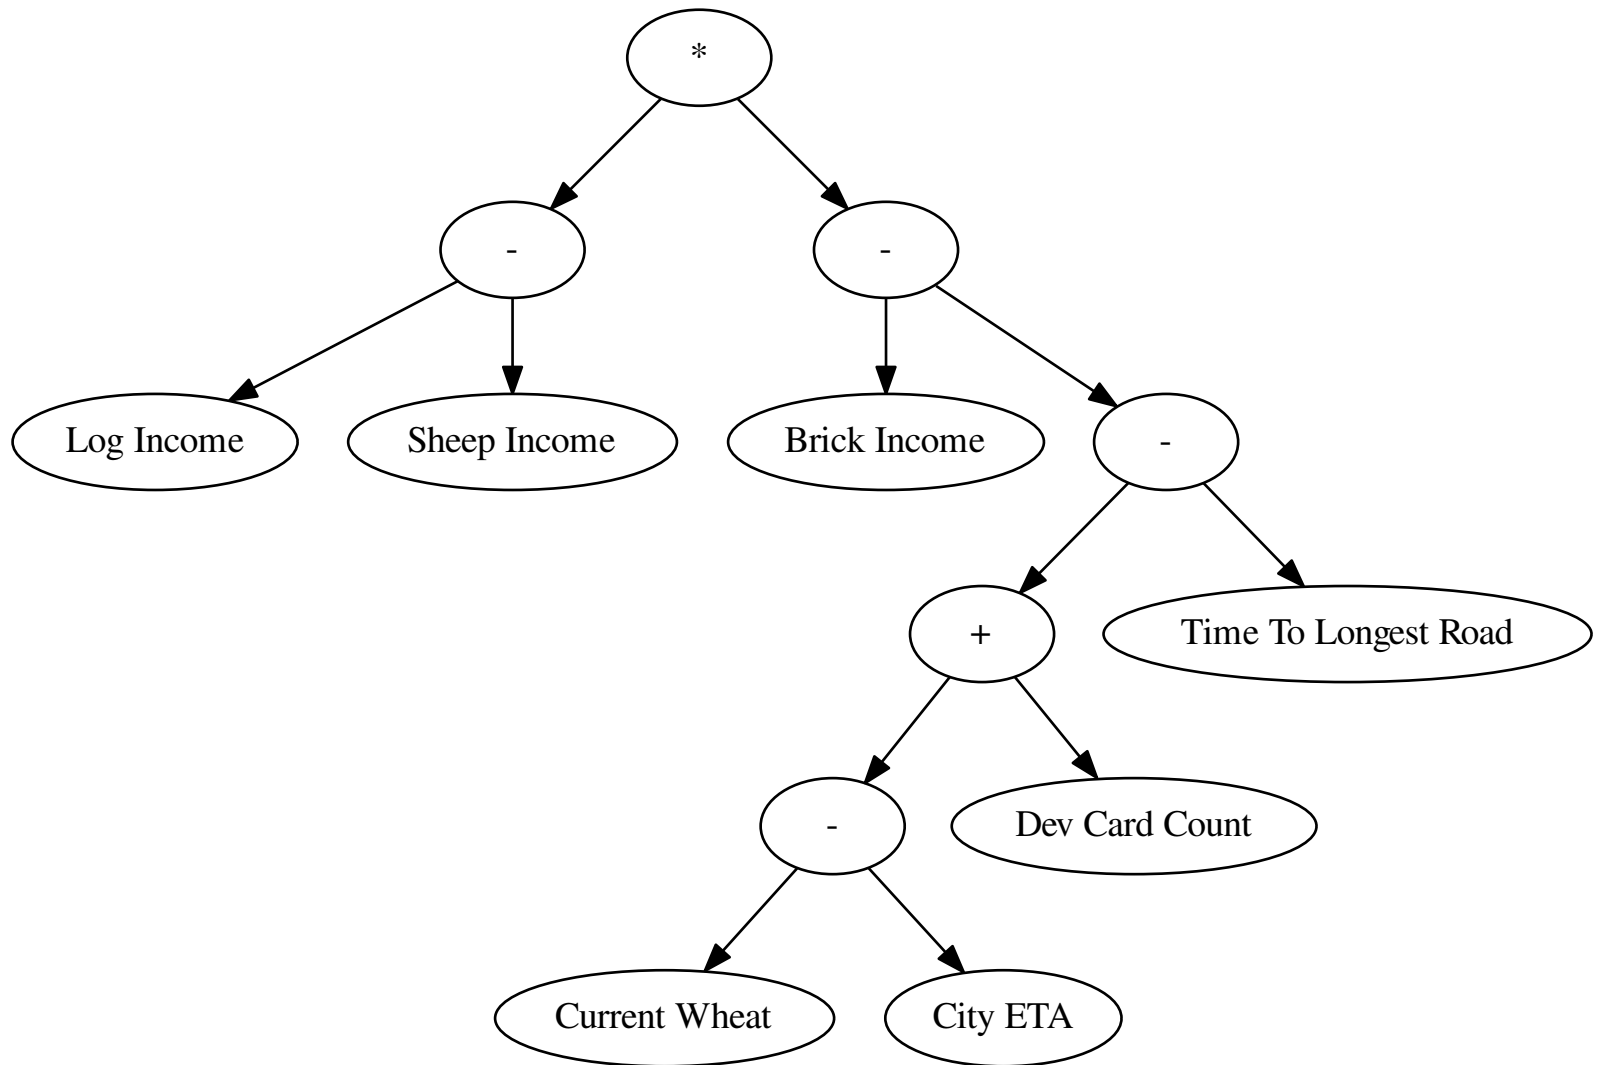 *
-
-
Log Income
Sheep Income
Brick Income
-
+
Time To Longest Road
-
Dev Card Count
Current Wheat
City ETA